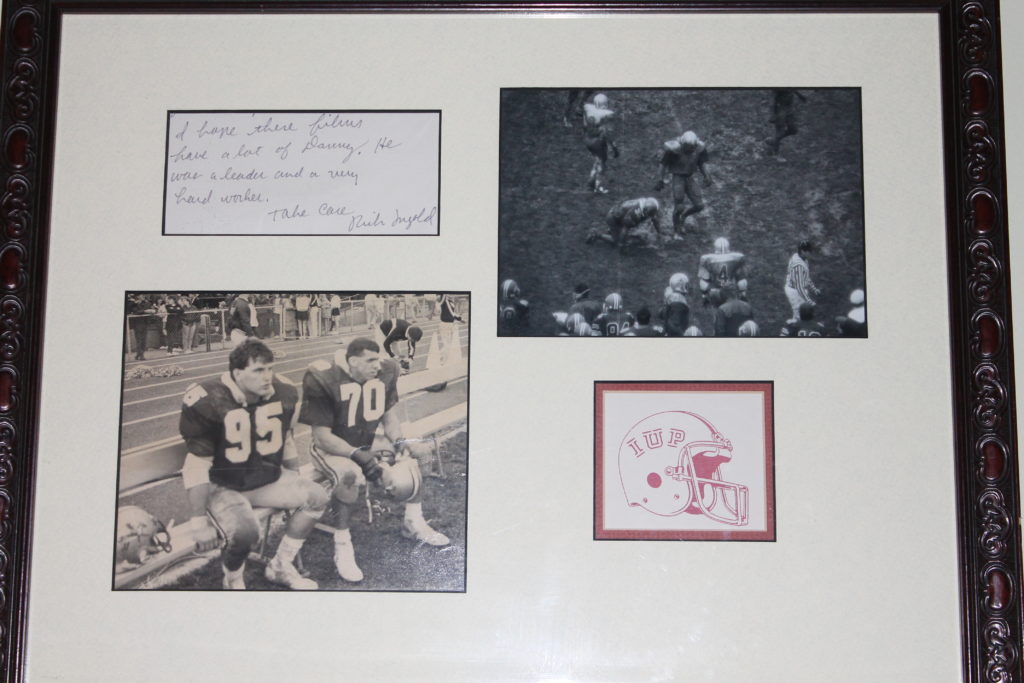 "I hope these films
have a lot of Danny. He
was a leader and a very
hard worker.
Take Care
Rich Ingold
95
70
4
IUP